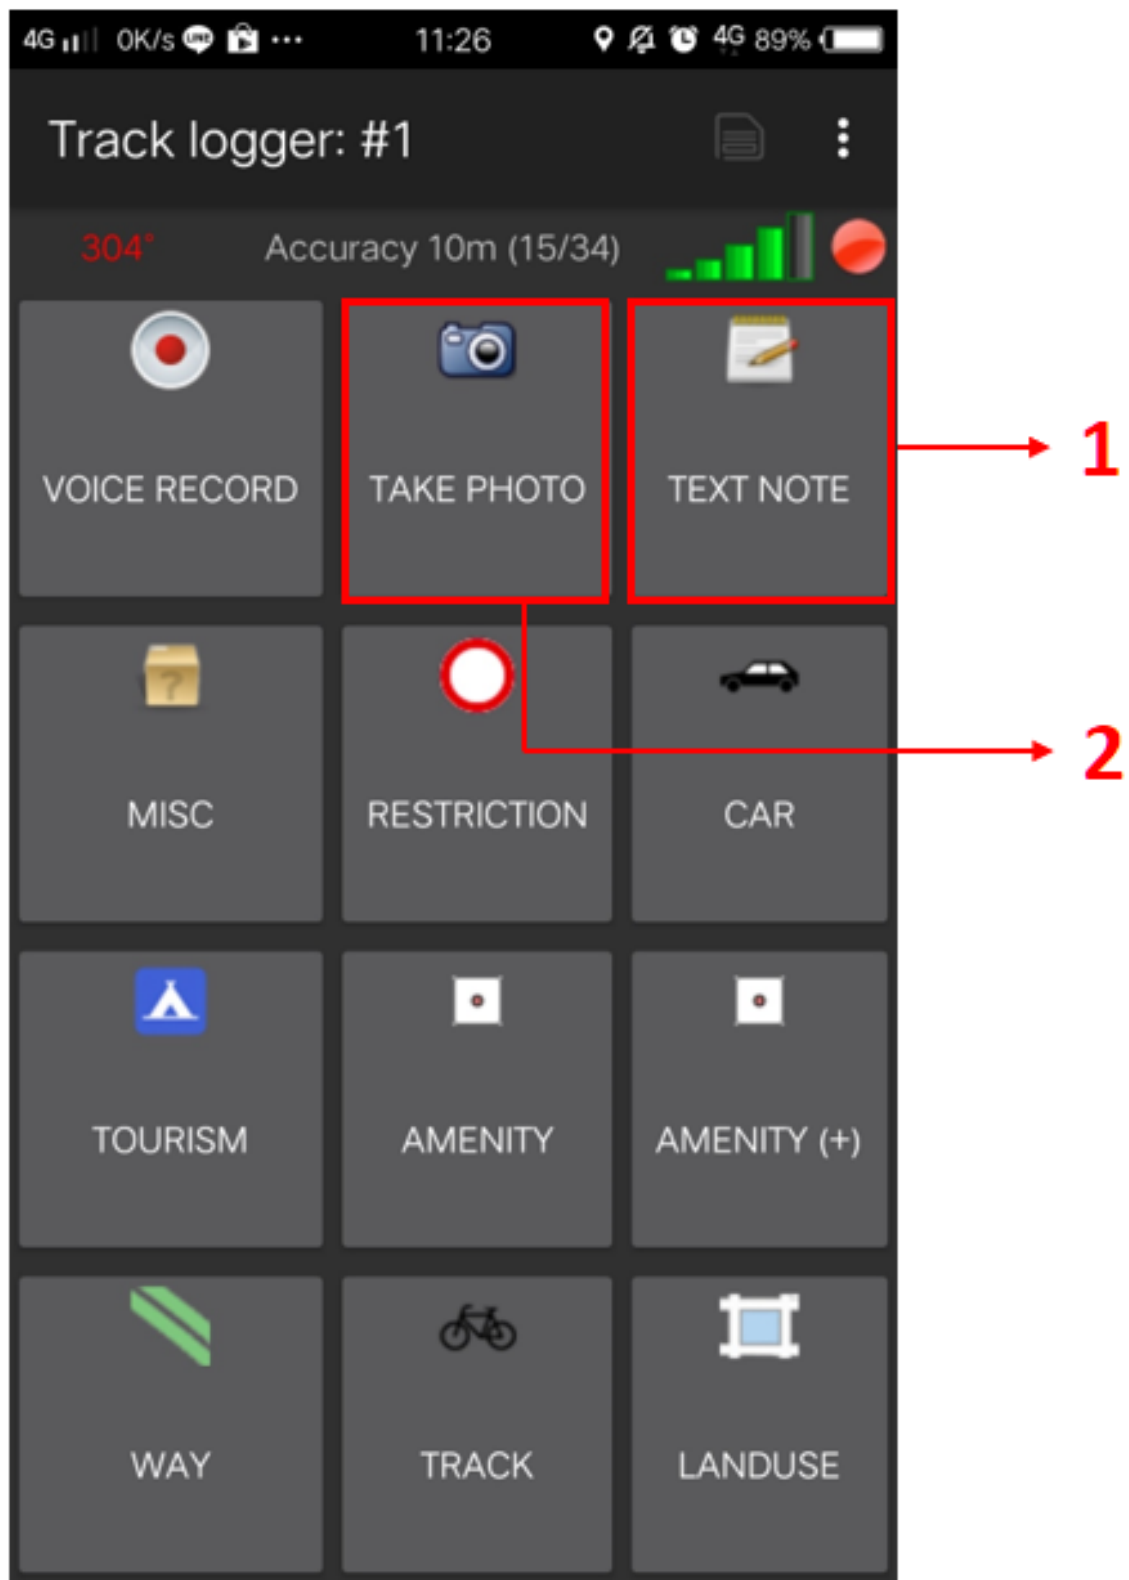 4G 0K/s LINE ... 11:26 4G 89%
Track logger: #1
304° Accuracy 10m (15/34)
VOICE RECORD TAKE PHOTO TEXT NOTE
1
MISC RESTRICTION CAR
2
TOURISM AMENITY AMENITY (+)
WAY TRACK LANDUSE